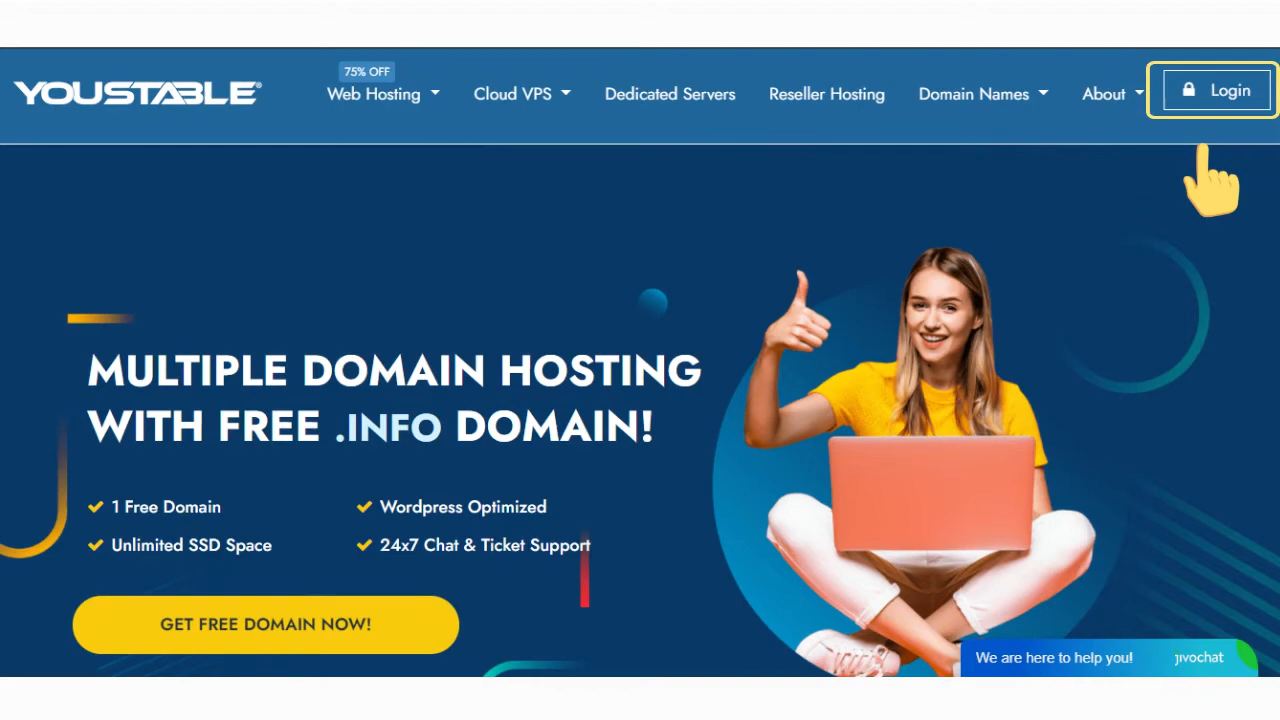 YOUSTABLE®
75% OFF
Web Hosting
Cloud VPS
Dedicated Servers
Reseller Hosting
Domain Names
About
Login
MULTIPLE DOMAIN HOSTING
WITH FREE .INFO DOMAIN!
1 Free Domain
Wordpress Optimized
Unlimited SSD Space
24x7 Chat & Ticket Support
GET FREE DOMAIN NOW!
We are here to help you!
jivochat